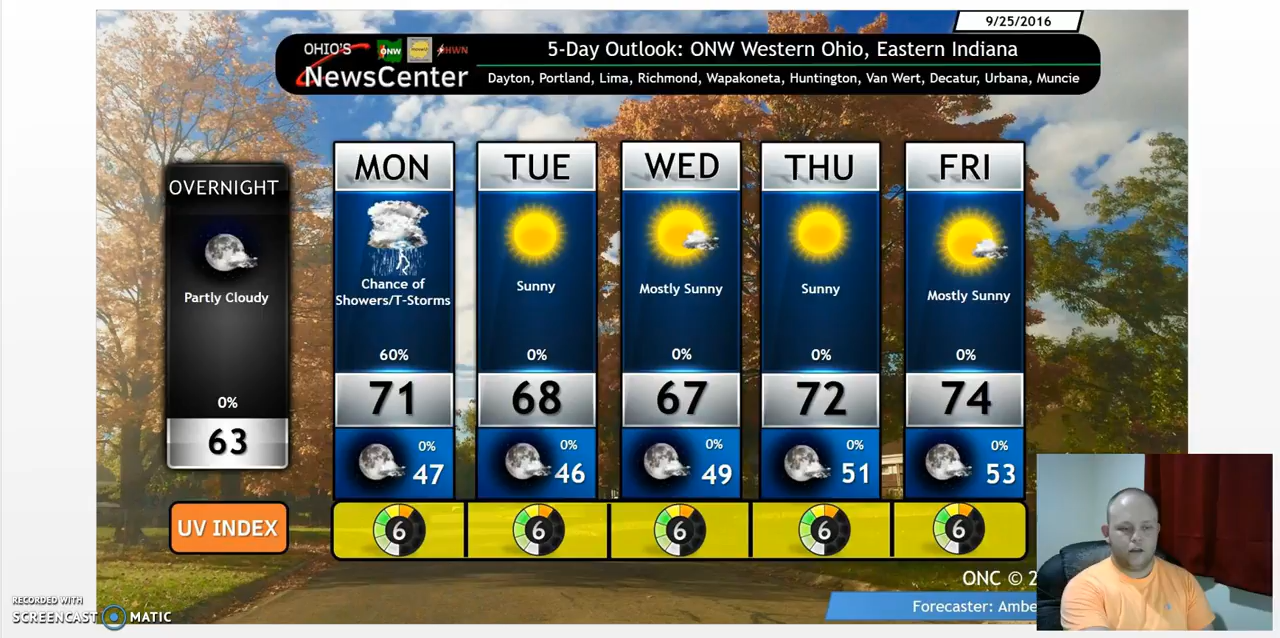 9/25/2016
OHIO'S
ONW
HWN
NewsCenter
5-Day Outlook: ONW Western Ohio, Eastern Indiana
Dayton, Portland, Lima, Richmond, Wapakoneta, Huntington, Van Wert, Decatur, Urbana, Muncie
OVERNIGHT
Partly Cloudy
0%
63
MON
Chance of
Showers/T-Storms
60%
71
0%
47
TUE
Sunny
0%
68
0%
46
WED
Mostly Sunny
0%
67
0%
49
THU
Sunny
0%
72
0%
51
FRI
Mostly Sunny
0%
74
0%
53
UV INDEX
6
6
6
6
6
ONC © 2
Forecaster: Ambe
RECORDED WITH
SCREENCAST MATIC